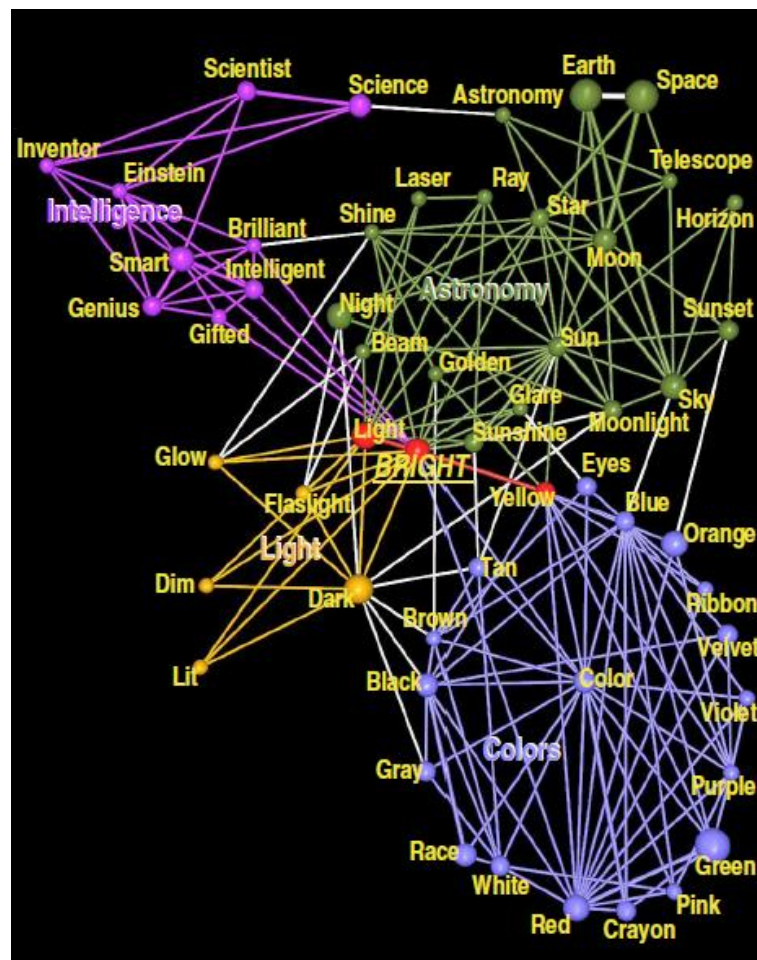 Scientist
Science
Earth
Space
Astronomy
Inventor
Einstein
Telescope
Intelligence
Laser
Ray
Shine
Star
Horizon
Brilliant
Moon
Smart
Intelligent
Astronomy
Genius
Night
Sunset
Gifted
Beam
Golden
Sun
Glare
Sky
Light
Sunshine
Moonlight
Glow
BRIGHT
Eyes
Flaslight
Yellow
Blue
Orange
Light
Tan
Dim
Dark
Ribbon
Brown
Velvet
Lit
Black
Color
Violet
Colors
Gray
Purple
Race
White
Green
Pink
Red
Crayon